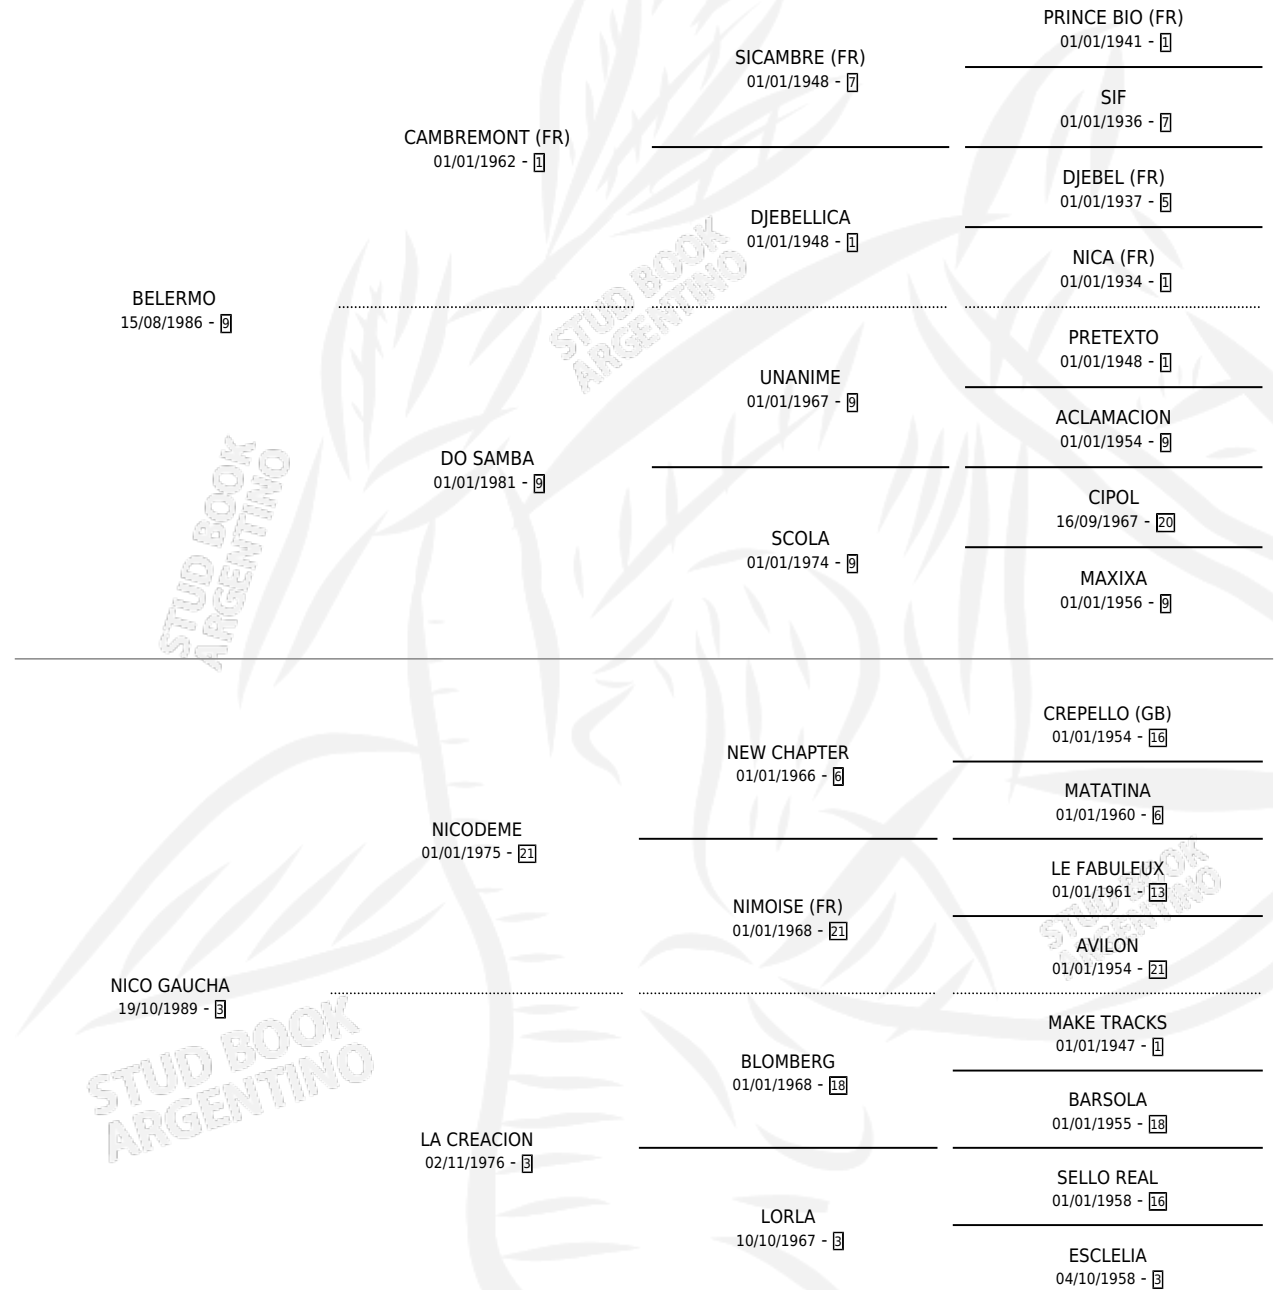 PRINCE BIO (FR)
01/01/1941 - 1
SICAMBRE (FR)
01/01/1948 - 7
SIF
01/01/1936 - 7
CAMBREMONT (FR)
01/01/1962 - 1
DJEBEL (FR)
01/01/1937 - 5
DJEBELLICA
01/01/1948 - 1
NICA (FR)
01/01/1934 - 1
BELERMO
15/08/1986 - 9
PRETEXTO
01/01/1948 - 1
UNANIME
01/01/1967 - 9
ACLAMACION
01/01/1954 - 9
DO SAMBA
01/01/1981 - 9
CIPOL
16/09/1967 - 20
SCOLA
01/01/1974 - 9
MAXIXA
01/01/1956 - 9
STUD BOOK
ARGENTINO
STUD BOOK
ARGENTINO
CREPELLO (GB)
01/01/1954 - 16
NEW CHAPTER
01/01/1966 - 6
MATATINA
01/01/1960 - 6
NICODEME
01/01/1975 - 21
LE FABULEUX
01/01/1961 - 13
NIMOISE (FR)
01/01/1968 - 21
AVILON
01/01/1954 - 21
NICO GAUCHA
19/10/1989 - 3
MAKE TRACKS
01/01/1947 - 1
BLOMBERG
01/01/1968 - 18
BARSOLA
01/01/1955 - 18
LA CREACION
02/11/1976 - 3
SELLO REAL
01/01/1958 - 16
LORLA
10/10/1967 - 3
ESCLELIA
04/10/1958 - 3
STUD BOOK
ARGENTINO
STUD BOOK
ARGENTINO